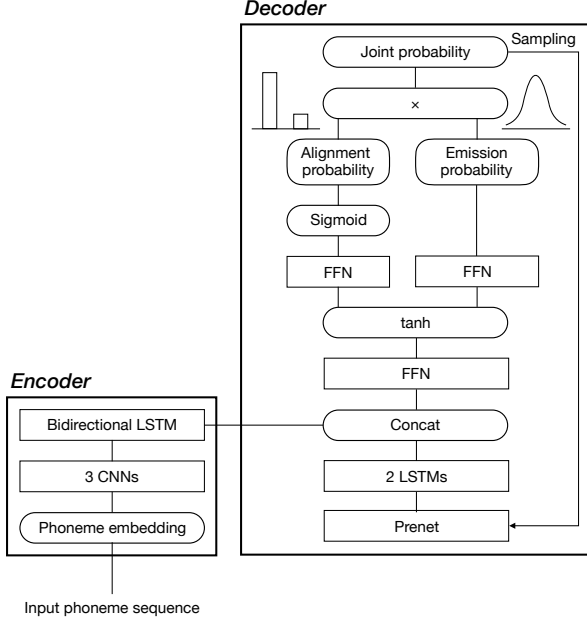 Decoder
Joint probability
Sampling
×
Alignment
probability
Emission
probability
Sigmoid
FFN
FFN
tanh
FFN
Encoder
Bidirectional LSTM
Concat
3 CNNs
2 LSTMs
Phoneme embedding
Prenet
Input phoneme sequence